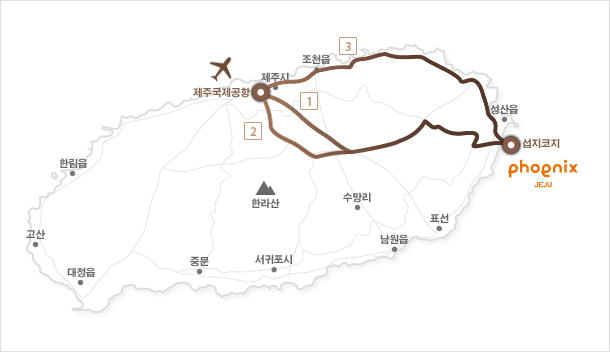 3
조천읍
제주시
제주국제공항
1
2
성산읍
섭지코지
phoenix
JEJU
한림읍
한라산
수망리
표선
고산
남원읍
대정읍
중문
서귀포시